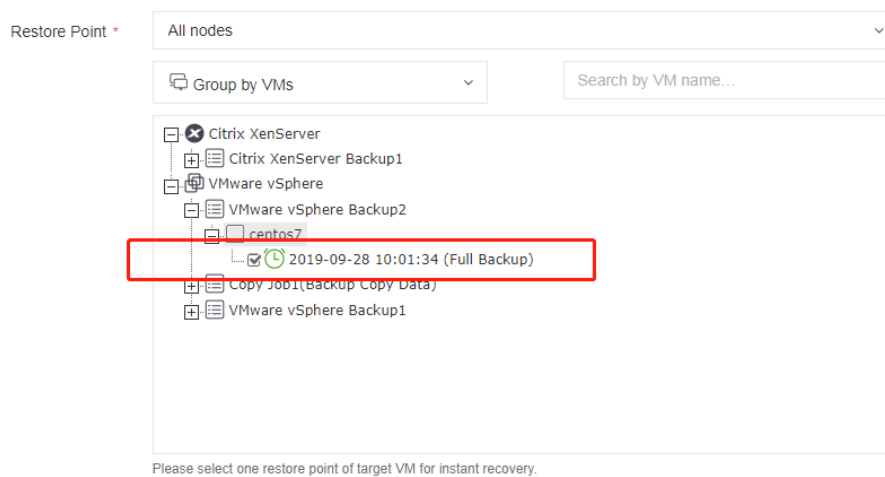 Restore Point *
All nodes
Group by VMs
Search by VM name...
Citrix XenServer
Citrix XenServer Backup1
VMware vSphere
VMware vSphere Backup2
centos7
2019-09-28 10:01:34 (Full Backup)
Copy Job1(Backup Copy Data)
VMware vSphere Backup1
Please select one restore point of target VM for instant recovery.